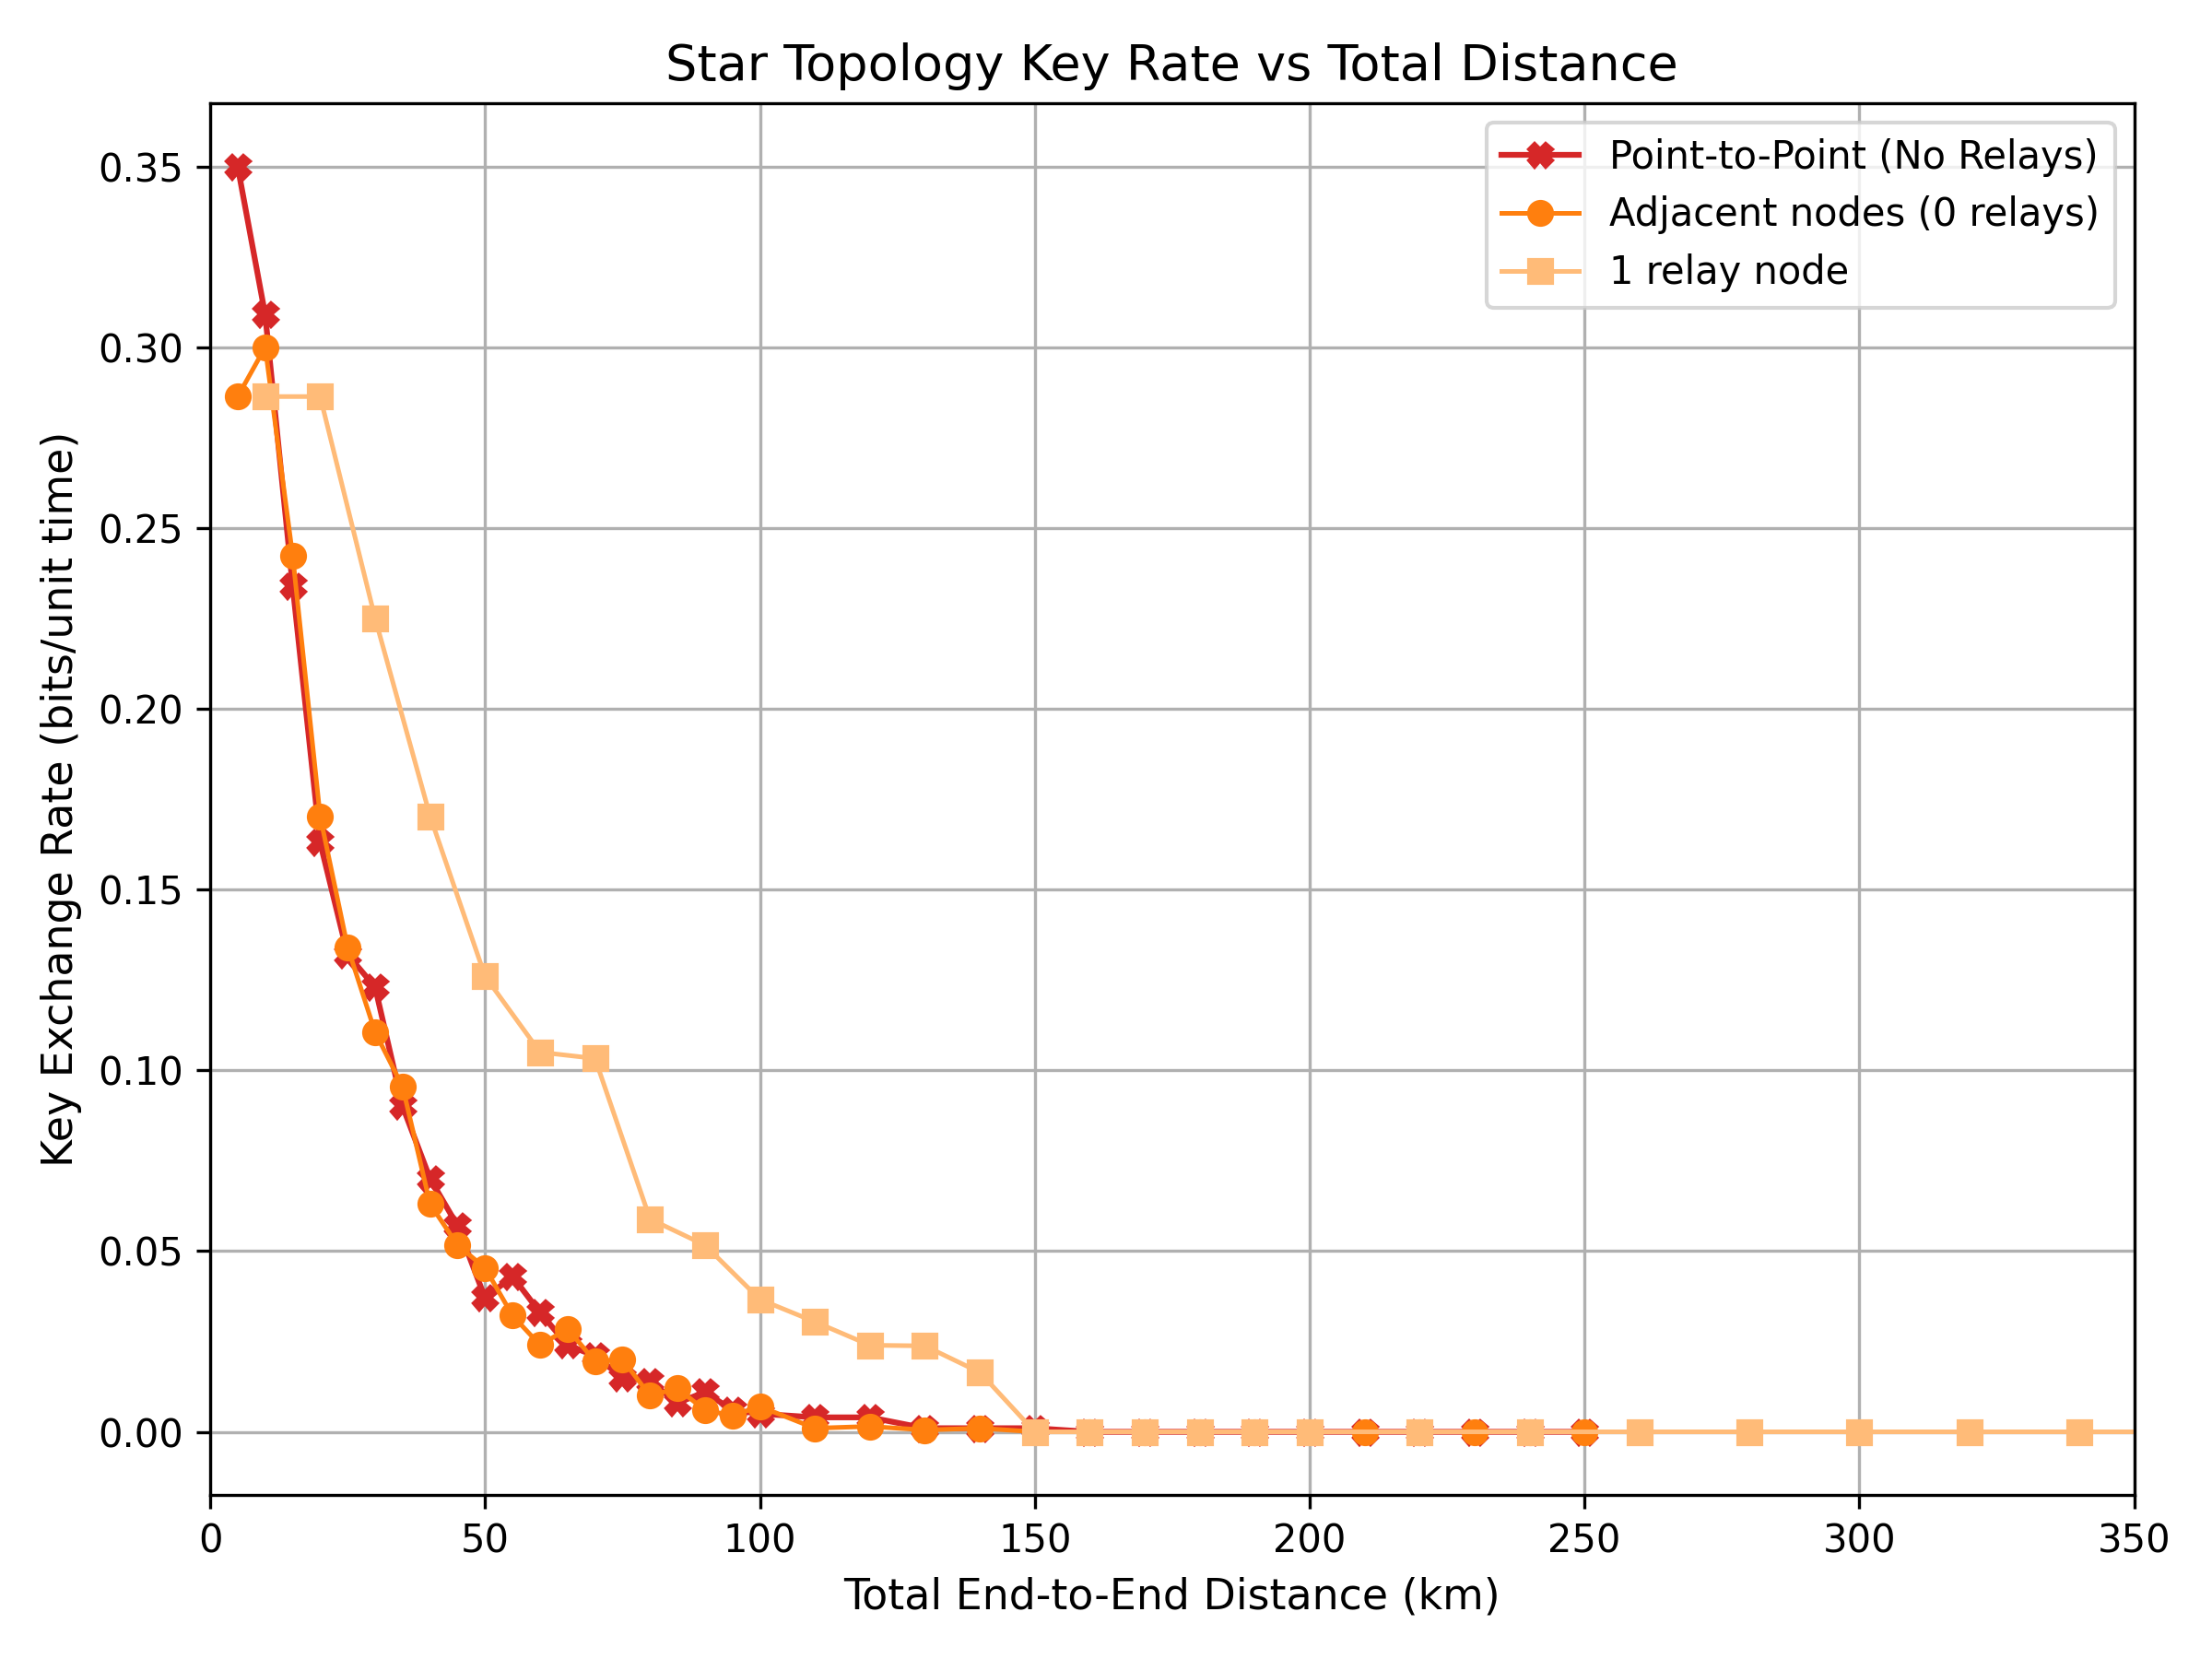 Star Topology Key Rate vs Total Distance
Point-to-Point (No Relays)
Adjacent nodes (0 relays)
1 relay node
Key Exchange Rate (bits/unit time)
0.35
0.30
0.25
0.20
0.15
0.10
0.05
0.00
0 50 100 150 200 250 300 350
Total End-to-End Distance (km)